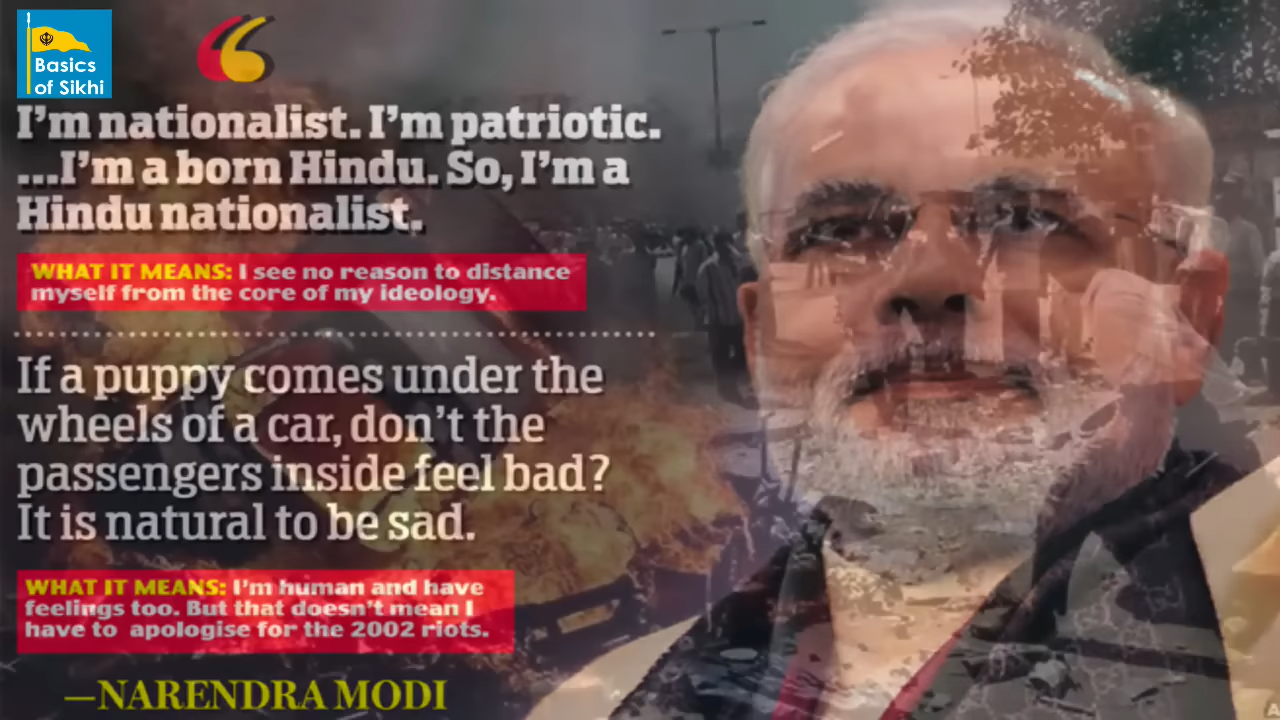 Basics
of Sikhi
I'm nationalist. I'm patriotic.
...I'm a born Hindu. So, I'm a
Hindu nationalist.
WHAT IT MEANS: I see no reason to distance
myself from the core of my ideology.
If a puppy comes under the
wheels of a car, don't the
passengers inside feel bad?
It is natural to be sad.
WHAT IT MEANS: I'm human and have
feelings too. But that doesn't mean I
have to apologise for the 2002 riots.
—NARENDRA MODI